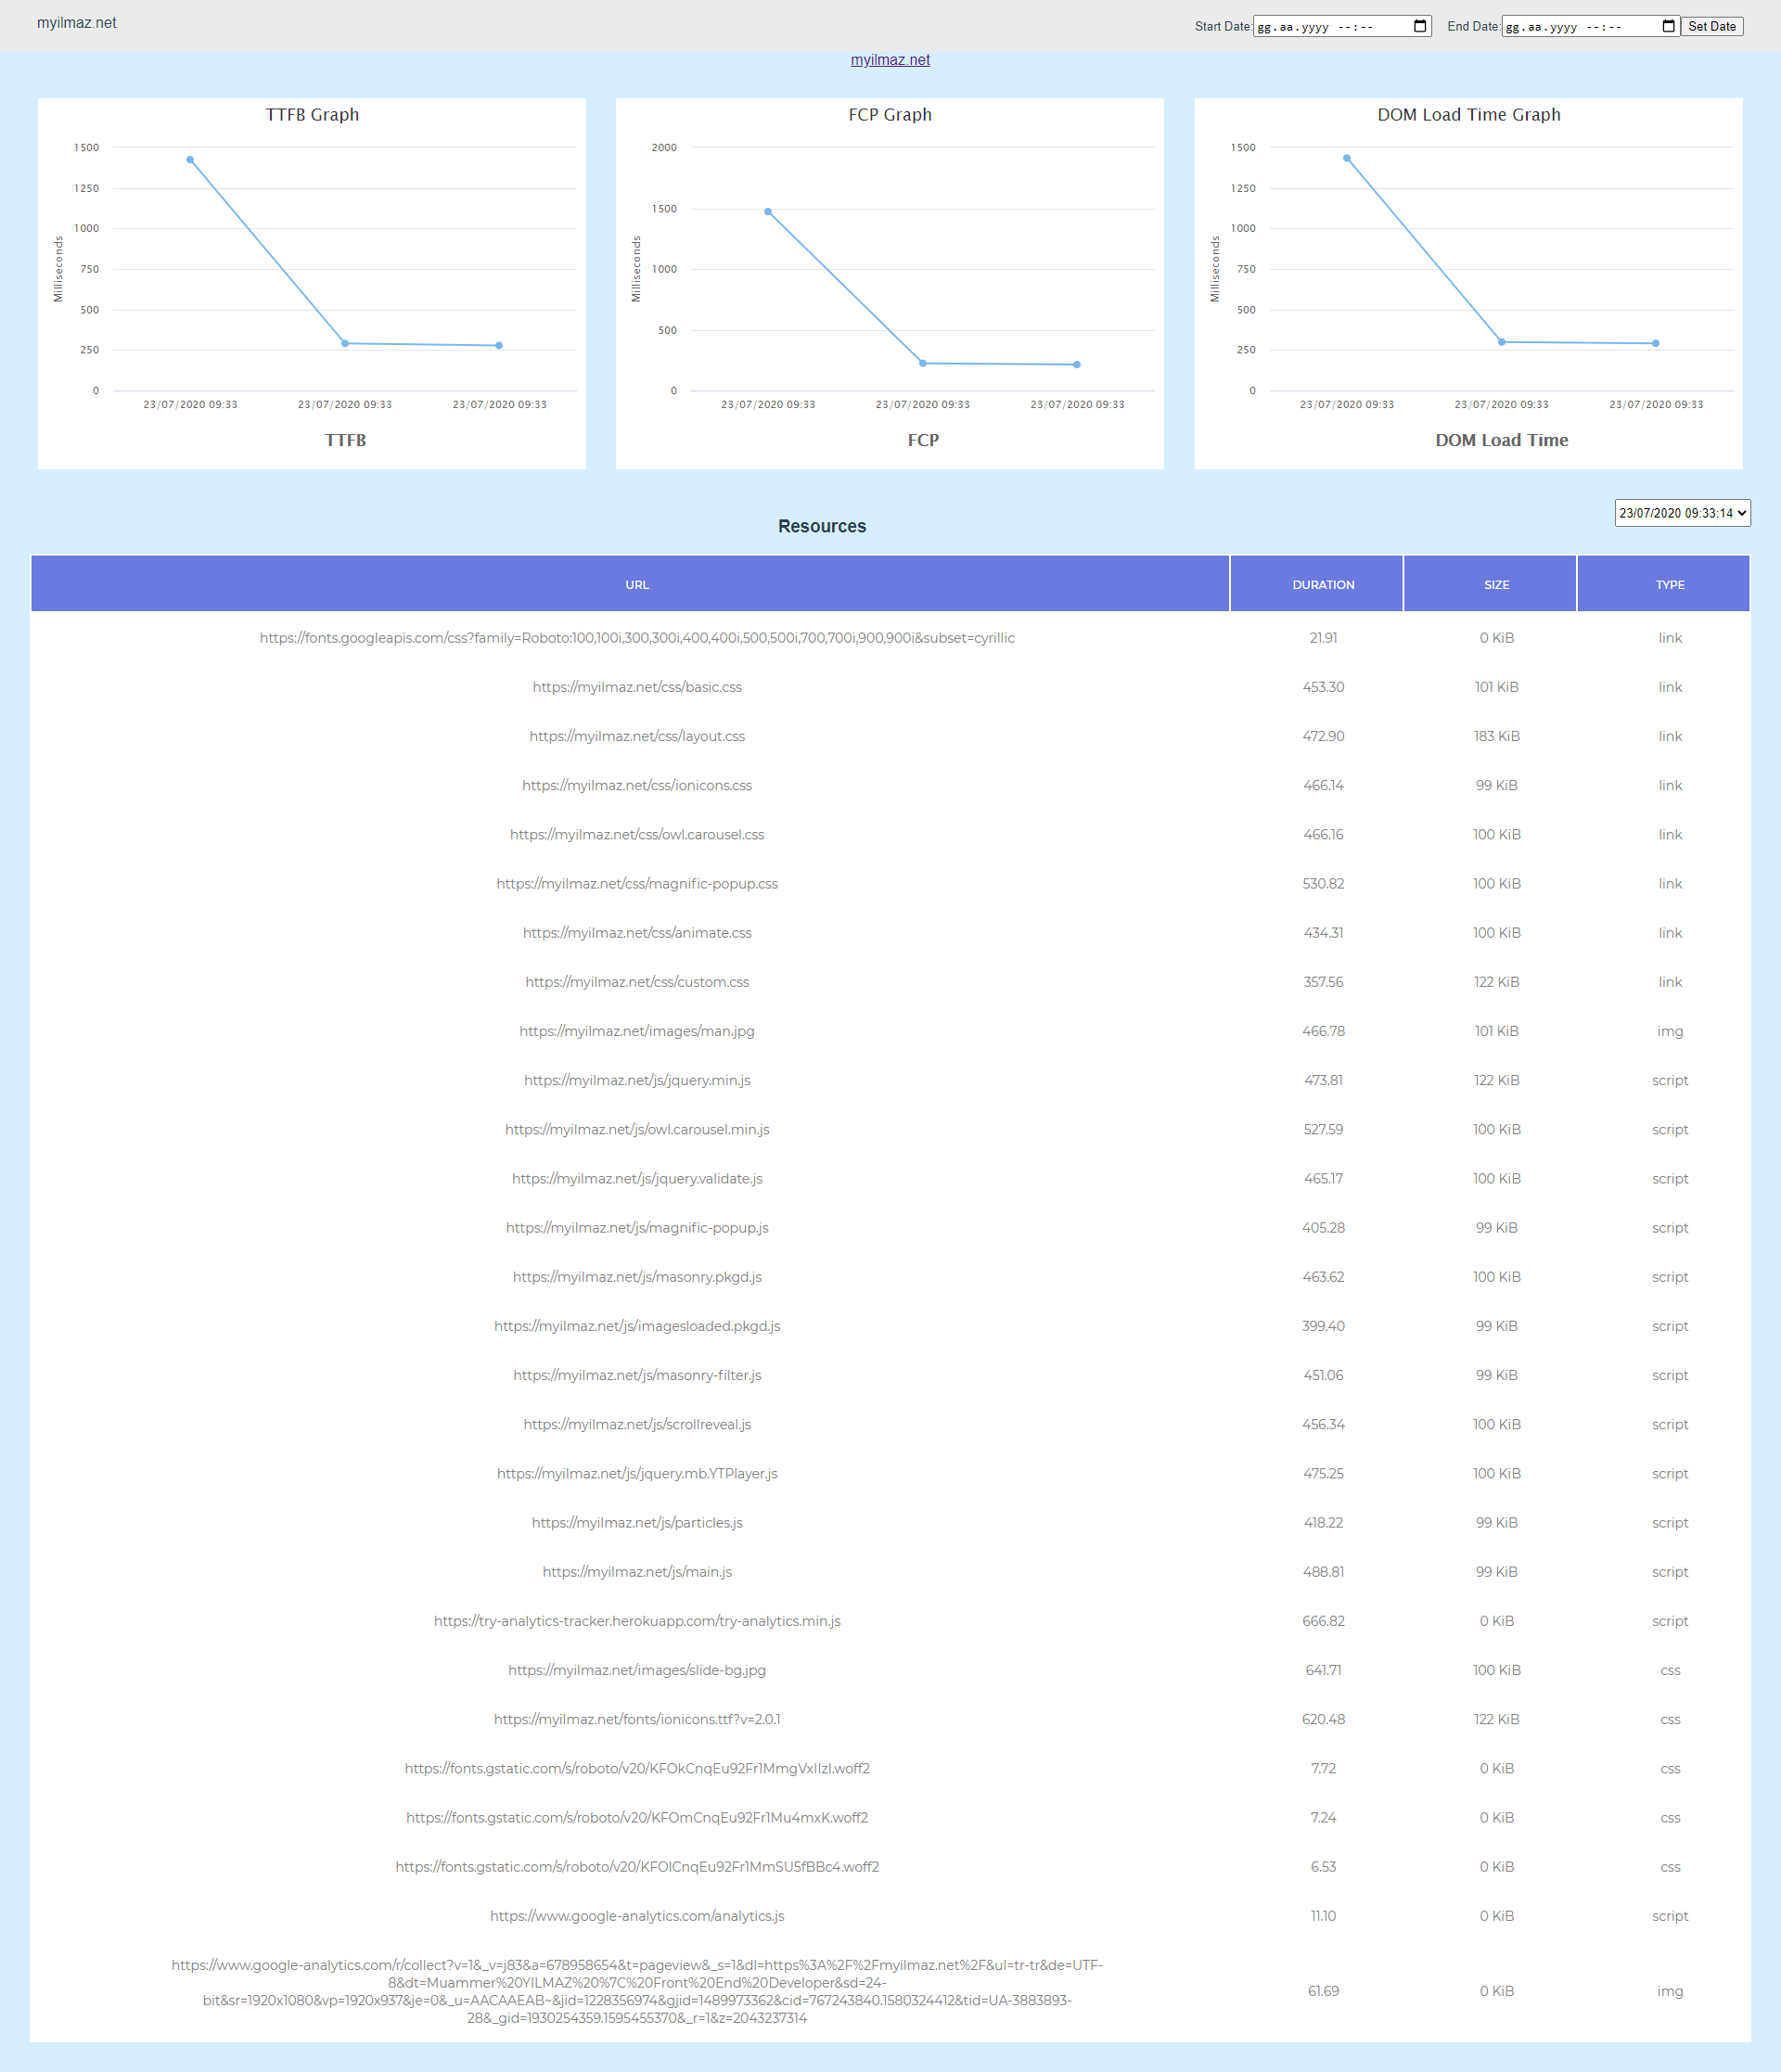 myilmaz.net
Start Date: gg.aa.yyyy --:-- End Date: gg.aa.yyyy --:-- Set Date
myilmaz.net
TTFB Graph
1500
1250
1000
750
500
250
0
Milliseconds
23/07/2020 09:33 23/07/2020 09:33 23/07/2020 09:33
TTFB
FCP Graph
2000
1500
1000
500
0
Milliseconds
23/07/2020 09:33 23/07/2020 09:33 23/07/2020 09:33
FCP
DOM Load Time Graph
1500
1250
1000
750
500
250
0
Milliseconds
23/07/2020 09:33 23/07/2020 09:33 23/07/2020 09:33
DOM Load Time
23/07/2020 09:33:14
Resources
URL DURATION SIZE TYPE
https://fonts.googleapis.com/css?family=Roboto:100,100i,300,300i,400,400i,500,500i,700,700i,900,900i&subset=cyrillic 21.91 0 KiB link
https://myilmaz.net/css/basic.css 453.30 101 KiB link
https://myilmaz.net/css/layout.css 472.90 183 KiB link
https://myilmaz.net/css/ionicons.css 466.14 99 KiB link
https://myilmaz.net/css/owl.carousel.css 466.16 100 KiB link
https://myilmaz.net/css/magnific-popup.css 530.82 100 KiB link
https://myilmaz.net/css/animate.css 434.31 100 KiB link
https://myilmaz.net/css/custom.css 357.56 122 KiB link
https://myilmaz.net/images/man.jpg 466.78 101 KiB img
https://myilmaz.net/js/jquery.min.js 473.81 122 KiB script
https://myilmaz.net/js/owl.carousel.min.js 527.59 100 KiB script
https://myilmaz.net/js/jquery.validate.js 465.17 100 KiB script
https://myilmaz.net/js/magnific-popup.js 405.28 99 KiB script
https://myilmaz.net/js/masonry.pkgd.js 463.62 100 KiB script
https://myilmaz.net/js/imagesloaded.pkgd.js 399.40 99 KiB script
https://myilmaz.net/js/masonry-filter.js 451.06 99 KiB script
https://myilmaz.net/js/scrollreveal.js 456.34 100 KiB script
https://myilmaz.net/js/jquery.mb.YTPlayer.js 475.25 100 KiB script
https://myilmaz.net/js/particles.js 418.22 99 KiB script
https://myilmaz.net/js/main.js 488.81 99 KiB script
https://try-analytics-tracker.herokuapp.com/try-analytics.min.js 666.82 0 KiB script
https://myilmaz.net/images/slide-bg.jpg 641.71 100 KiB css
https://myilmaz.net/fonts/ionicons.ttf?v=2.0.1 620.48 122 KiB css
https://fonts.gstatic.com/s/roboto/v20/KFOkCnqEu92Fr1MmgVxIIzI.woff2 7.72 0 KiB css
https://fonts.gstatic.com/s/roboto/v20/KFOmCnqEu92Fr1Mu4mxK.woff2 7.24 0 KiB css
https://fonts.gstatic.com/s/roboto/v20/KFOlCnqEu92Fr1MmSU5fBBc4.woff2 6.53 0 KiB css
https://www.google-analytics.com/analytics.js 11.10 0 KiB script
https://www.google-analytics.com/r/collect?v=1&_v=j83&a=678958654&t=pageview&_s=1&dl=https%3A%2F%2Fmyilmaz.net%2F&ul=tr-tr&de=UTF-
8&dt=Muammer%20YILMAZ%20%7C%20Front%20End%20Developer&sd=24-
bit&sr=1920x1080&vp=1920x937&je=0&_u=AACAAEAB~&jid=1228356974&gjid=1489973362&cid=767243840.1580324412&tid=UA-3883893-
28&_gid=1930254359.1595455370&_r=1&z=2043237314 61.69 0 KiB img